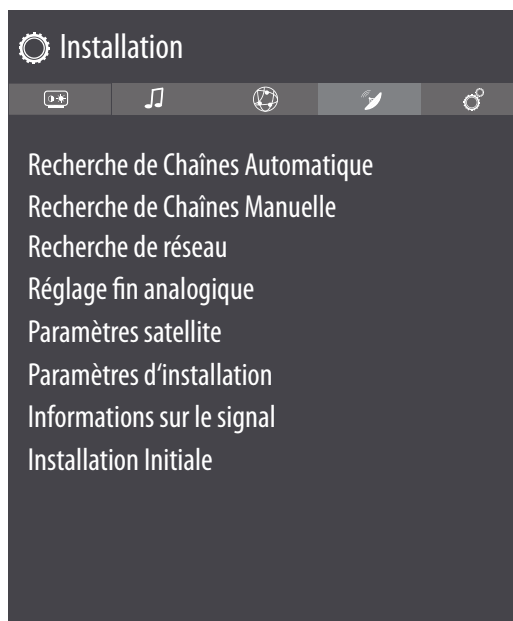 Installation
Recherche de Chaînes Automatique
Recherche de Chaînes Manuelle
Recherche de réseau
Réglage fin analogique
Paramètres satellite
Paramètres d‘installation
Informations sur le signal
Installation Initiale